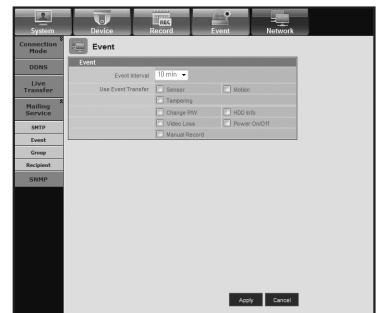 System Device Record Event Network
Connection Mode
DDNS
Live Transfer
Mailing Service
SMTP
Event
Group
Recipient
SNMP
Event
Event
Event Interval 10 min
Use Event Transfer Sensor Motion
Tampering
Change P/W HDD Info
Video Loss Power On/Off
Manual Record
Apply Cancel